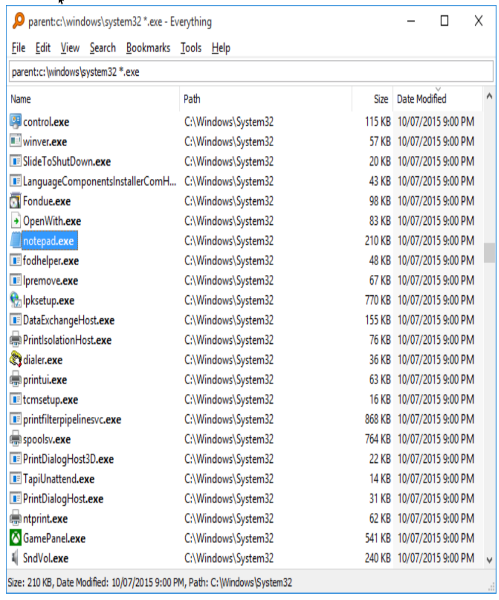 parent:c:\windows\system32 *.exe - Everything
File Edit View Search Bookmarks Tools Help
parent:c:\windows\system32 *.exe
Name Path Size Date Modified
control.exe C:\Windows\System32 115 KB 10/07/2015 9:00 PM
winver.exe C:\Windows\System32 57 KB 10/07/2015 9:00 PM
SlideToShutDown.exe C:\Windows\System32 20 KB 10/07/2015 9:00 PM
LanguageComponentsInstallerComH... C:\Windows\System32 43 KB 10/07/2015 9:00 PM
Fondue.exe C:\Windows\System32 98 KB 10/07/2015 9:00 PM
OpenWith.exe C:\Windows\System32 83 KB 10/07/2015 9:00 PM
notepad.exe C:\Windows\System32 210 KB 10/07/2015 9:00 PM
fodhelper.exe C:\Windows\System32 48 KB 10/07/2015 9:00 PM
lpremove.exe C:\Windows\System32 67 KB 10/07/2015 9:00 PM
lpksetup.exe C:\Windows\System32 770 KB 10/07/2015 9:00 PM
DataExchangeHost.exe C:\Windows\System32 155 KB 10/07/2015 9:00 PM
PrintIsolationHost.exe C:\Windows\System32 76 KB 10/07/2015 9:00 PM
dialer.exe C:\Windows\System32 36 KB 10/07/2015 9:00 PM
printui.exe C:\Windows\System32 63 KB 10/07/2015 9:00 PM
tcmsetup.exe C:\Windows\System32 16 KB 10/07/2015 9:00 PM
printfilterpipelinesvc.exe C:\Windows\System32 868 KB 10/07/2015 9:00 PM
spoolsv.exe C:\Windows\System32 764 KB 10/07/2015 9:00 PM
PrintDialogHost3D.exe C:\Windows\System32 22 KB 10/07/2015 9:00 PM
TapiUnattend.exe C:\Windows\System32 14 KB 10/07/2015 9:00 PM
PrintDialogHost.exe C:\Windows\System32 31 KB 10/07/2015 9:00 PM
ntprint.exe C:\Windows\System32 62 KB 10/07/2015 9:00 PM
GamePanel.exe C:\Windows\System32 541 KB 10/07/2015 9:00 PM
SndVol.exe C:\Windows\System32 240 KB 10/07/2015 9:00 PM
Size: 210 KB, Date Modified: 10/07/2015 9:00 PM, Path: C:\Windows\System32